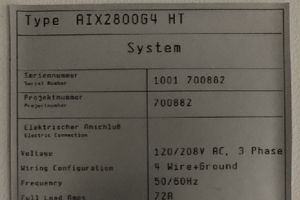 Type AIX2800G4 HT
System
Seriennummer
Serial Number
1001 700882
Projektnummer
Projectnumber
700882
Elektrischer Anschluß
Electric Connection
Voltage 120/208V AC, 3 Phase
Wiring Configuration 4 Wire+Ground
Frequency 50/60Hz
Full Load Amps 72A